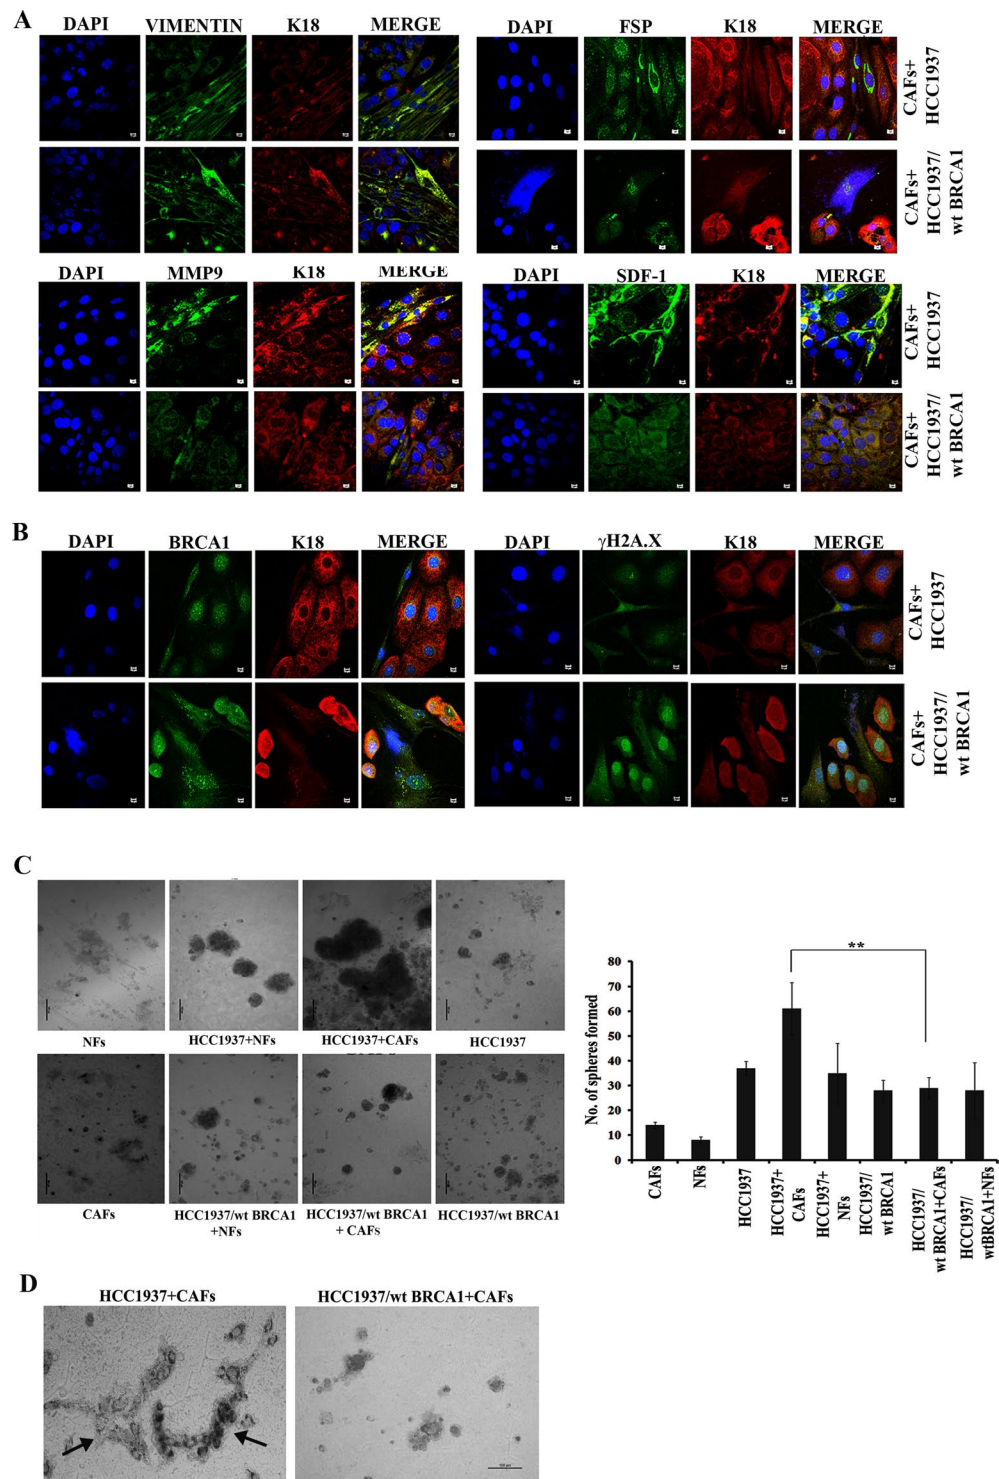 A
DAPI VIMENTIN K18 MERGE
DAPI FSP K18 MERGE
CAFs+
HCC1937
CAFs+
HCC1937/
wt BRCA1
DAPI MMP9 K18 MERGE
DAPI SDF-1 K18 MERGE
CAFs+
HCC1937
CAFs+
HCC1937/
wt BRCA1
B
DAPI BRCA1 K18 MERGE
DAPI γH2A.X K18 MERGE
CAFs+
HCC1937
CAFs+
HCC1937/
wt BRCA1
C
NFs
HCC1937+NFs
HCC1937+CAFs
HCC1937
CAFs
HCC1937/wt BRCA1
+NFs
HCC1937/wt BRCA1
+ CAFs
HCC1937/wt BRCA1
**
No. of spheres formed
80
70
60
50
40
30
20
10
0
CAFs
NFs
HCC1937
HCC1937+
CAFs
HCC1937+
NFs
HCC1937/
wt BRCA1
HCC1937/
wt BRCA1+CAFs
HCC1937/
wtBRCA1+NFs
D
HCC1937+CAFs
HCC1937/wt BRCA1+CAFs